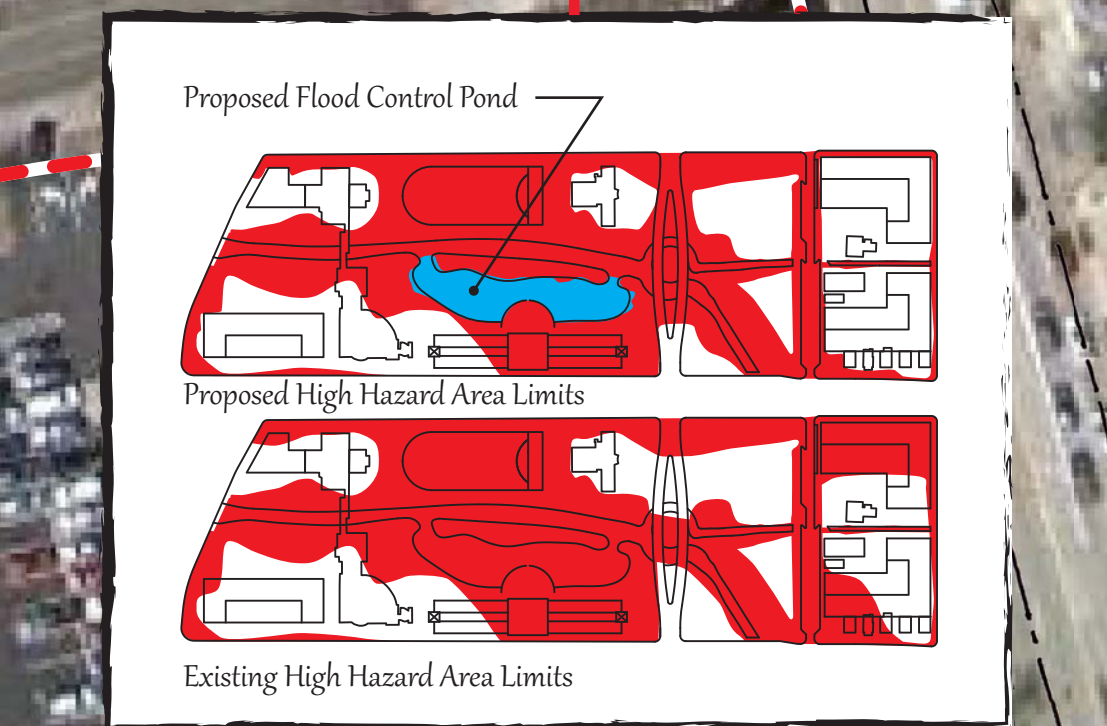 Proposed Flood Control Pond
Proposed High Hazard Area Limits
Existing High Hazard Area Limits